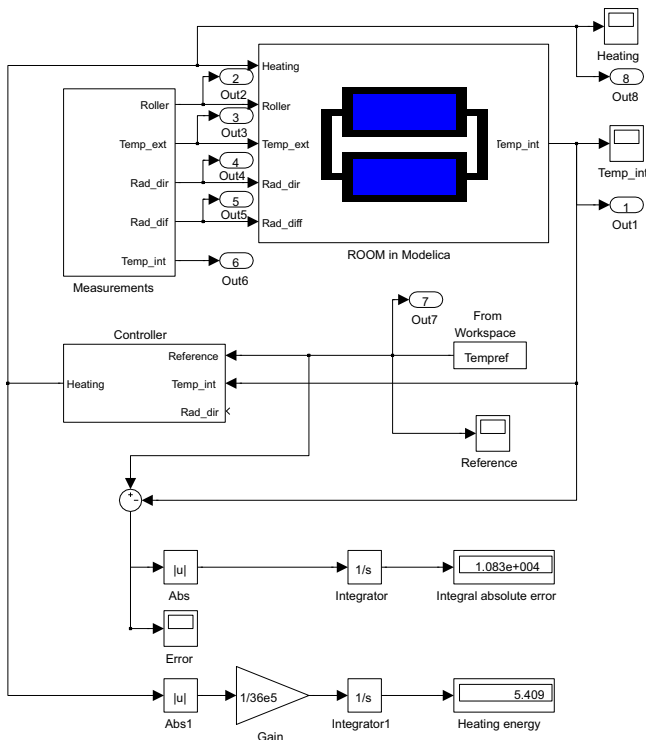 Heating
8
Out8
Heating
2
Out2
Roller
Roller
3
Out3
Temp_ext
Temp_ext
Temp_int
Temp_int
4
Out4
Rad_dir
Rad_dir
5
Out5
Rad_dif
Rad_diff
1
Out1
Temp_int
6
Out6
ROOM in Modelica
Measurements
7
Out7
From
Workspace
Tempref
Controller
Reference
Heating
Temp_int
Rad_dir
Reference
+
-
|u|
Abs
1/s
Integrator
1.083e+004
Integral absolute error
Error
|u|
Abs1
1/36e5
Gain
1/s
Integrator1
5.409
Heating energy